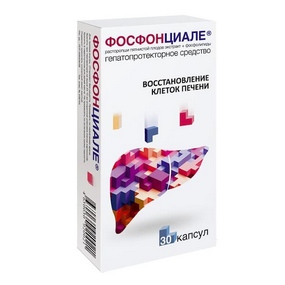 ФОСФОНЦИАЛЕ®
расторопши пятнистой плодов экстракт + фосфолипиды
гепатопротекторное средство
ВОССТАНОВЛЕНИЕ
КЛЕТОК ПЕЧЕНИ
30 капсул
ФОСФОНЦИАЛЕ®